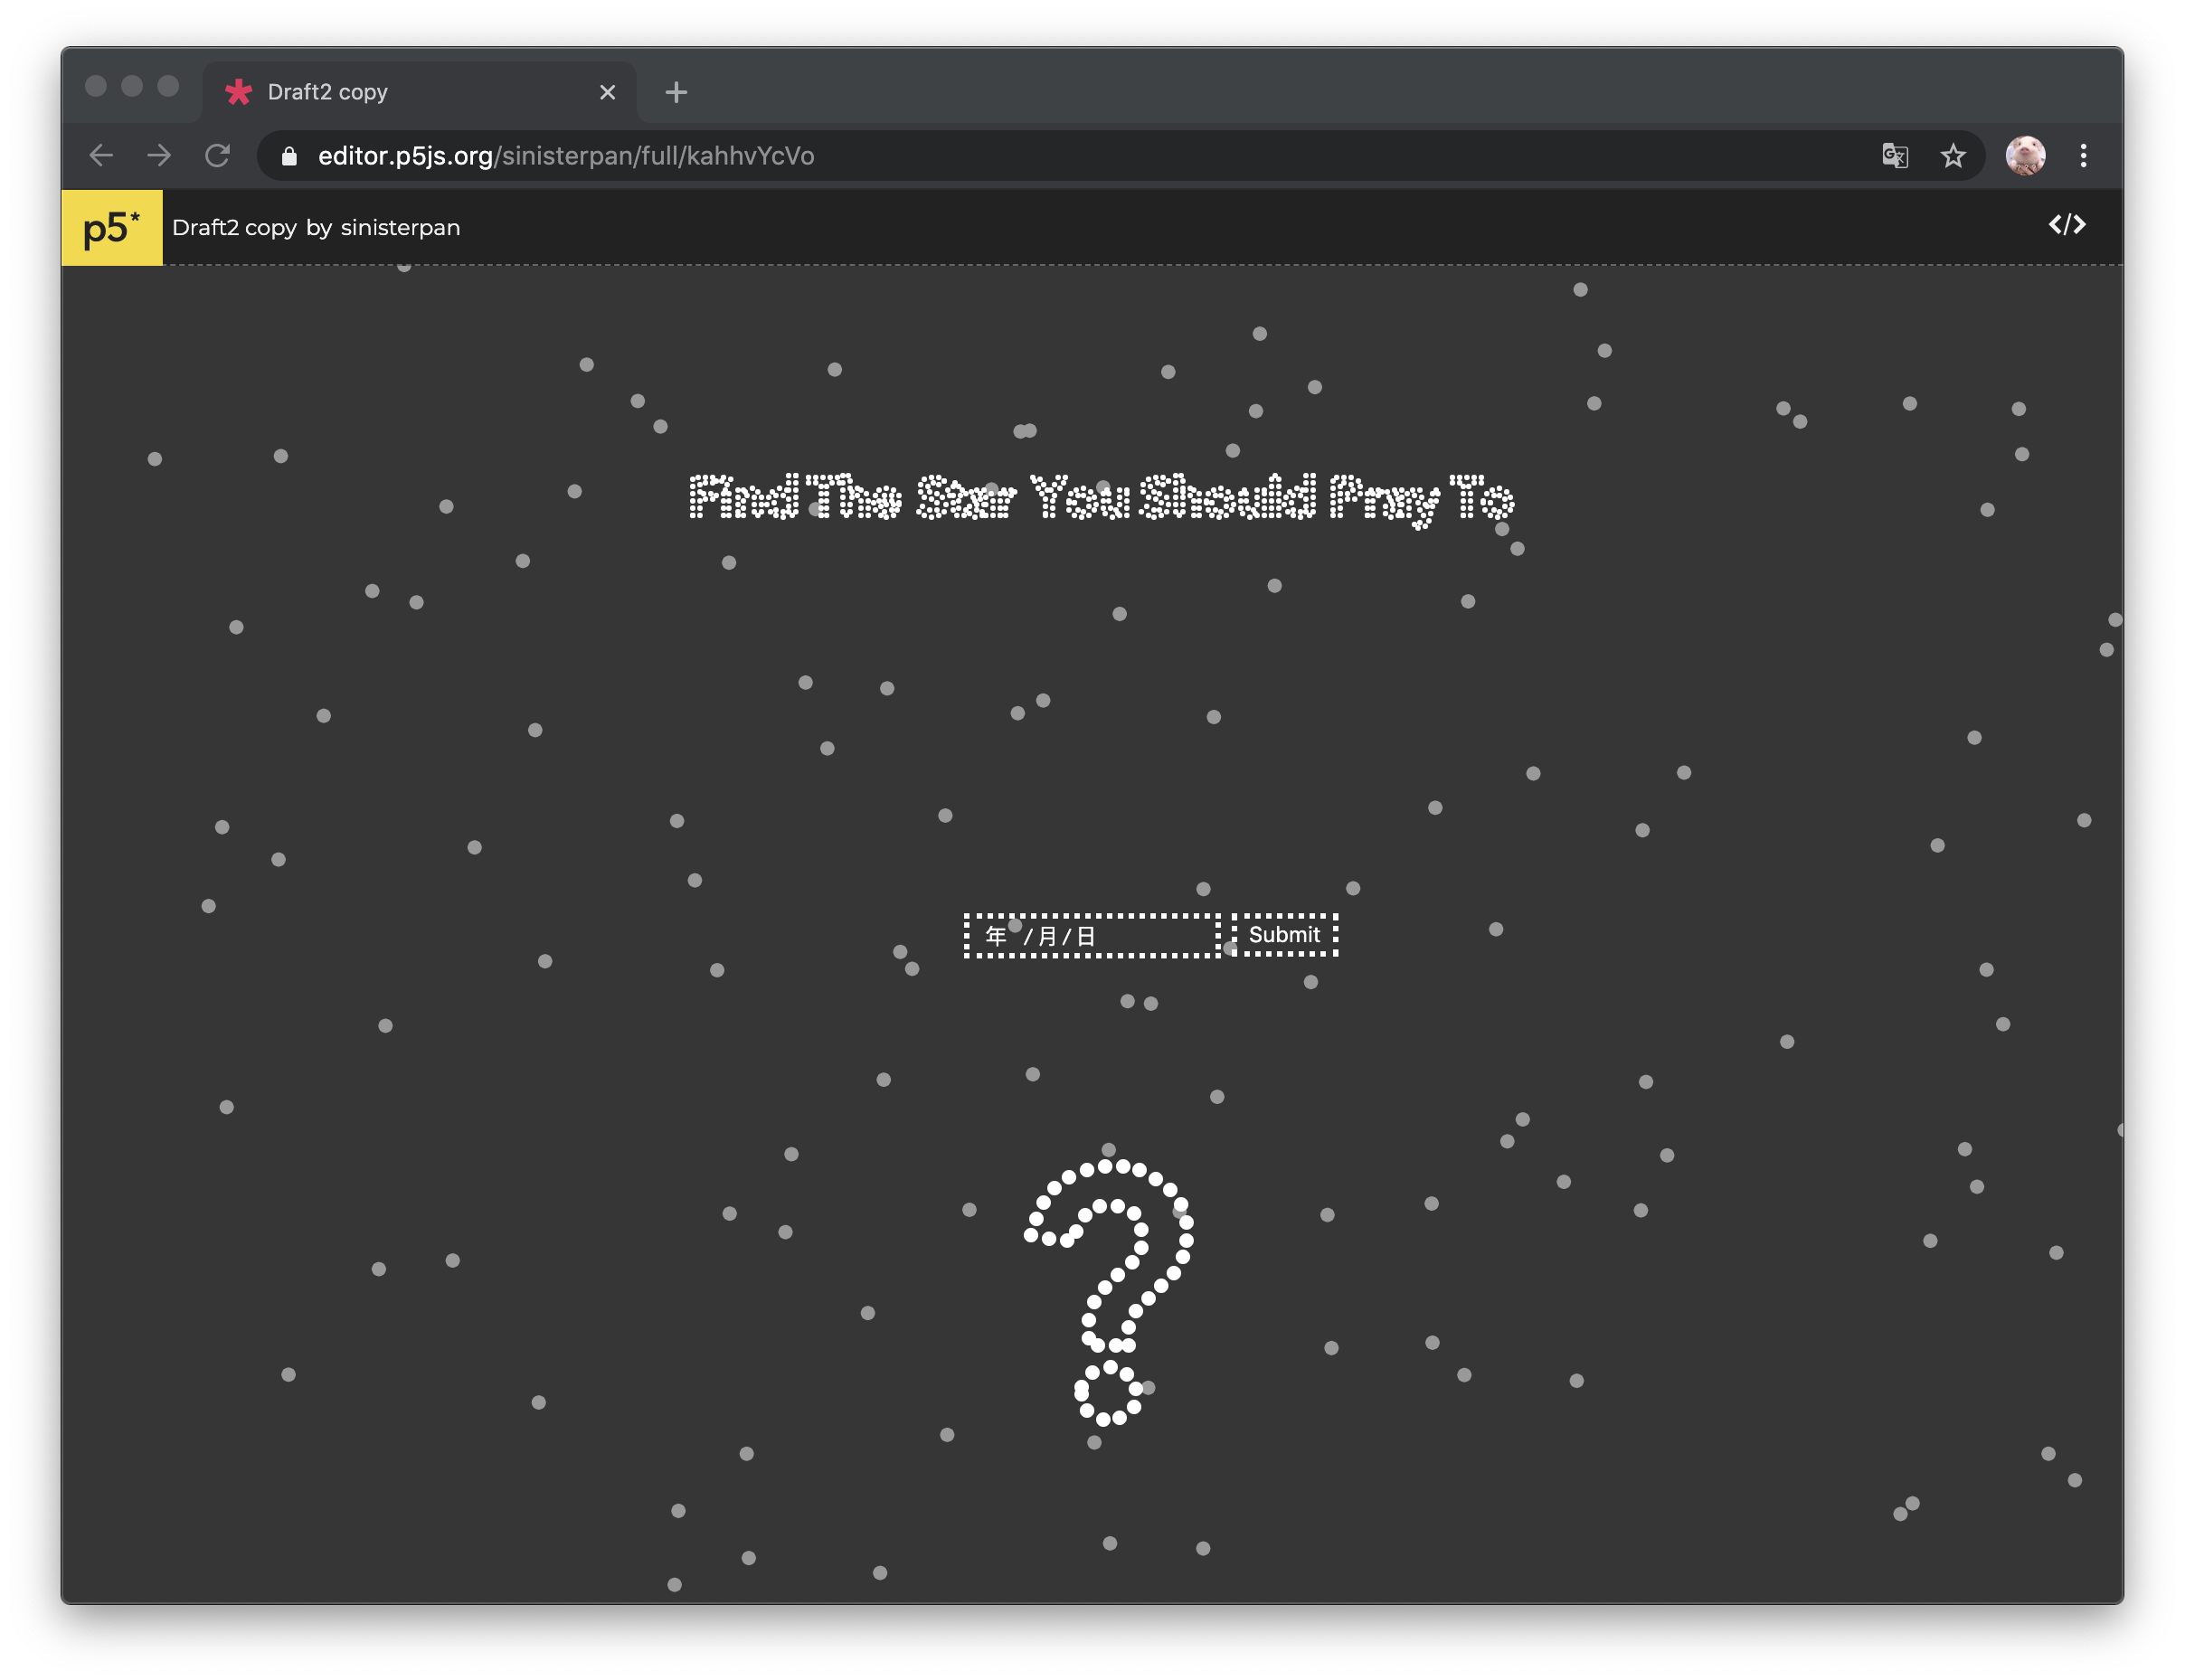 Draft2 copy
editor.p5js.org/sinisterpan/full/kahhvYcVo
p5* Draft2 copy by sinisterpan </>
Find The Star You Should Pray To
年 /月/日 Submit
?